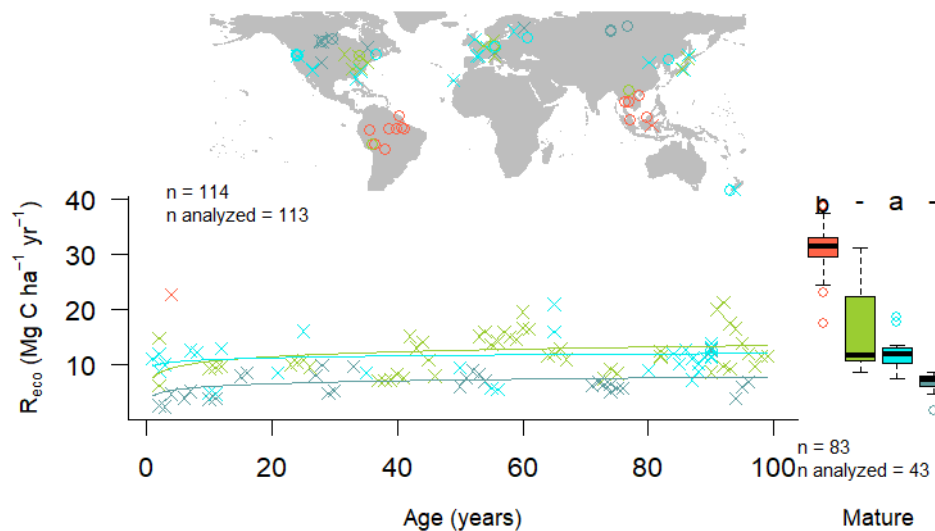 n = 114
n analyzed = 113
R_eco (Mg C ha⁻¹ yr⁻¹)
40
30
20
10
0 20 40 60 80 100
Age (years)
b - a -
n = 83
n analyzed = 43
Mature